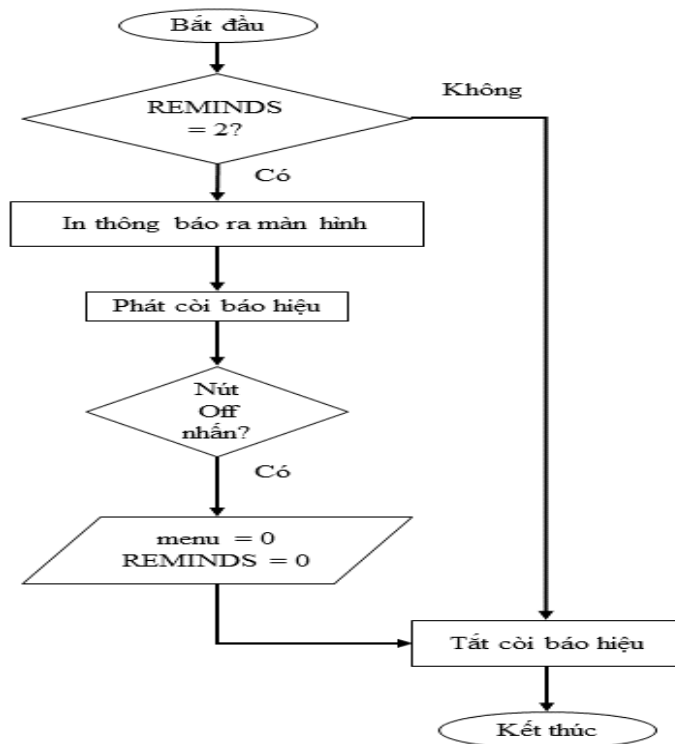 Bắt đầu
Không
REMINDS
= 2?
Có
In thông báo ra màn hình
Phát còi báo hiệu
Nút
Off
nhấn?
Có
menu = 0
REMINDS = 0
Tắt còi báo hiệu
Kết thúc